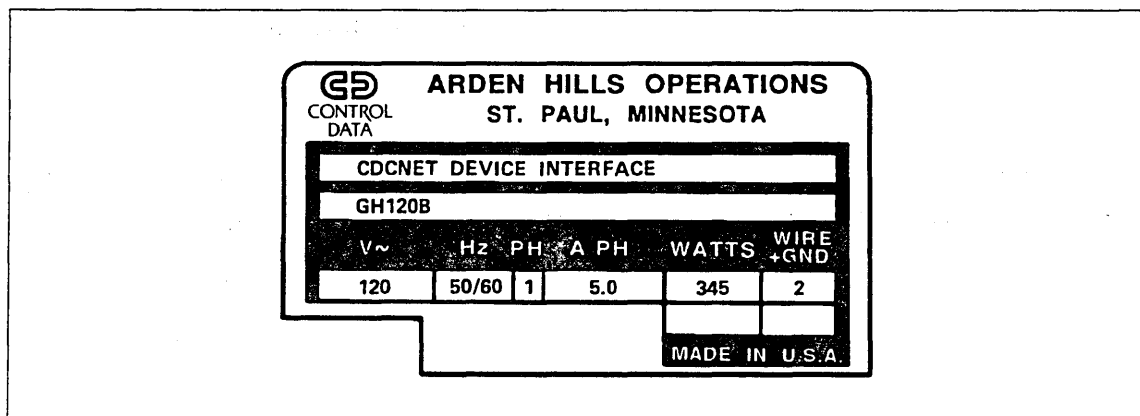 ARDEN HILLS OPERATIONS
CONTROL DATA
ST. PAUL, MINNESOTA
CDCNET DEVICE INTERFACE
GH120B
V~ Hz PH A PH WATTS WIRE +GND
120 50/60 1 5.0 345 2
MADE IN U.S.A.